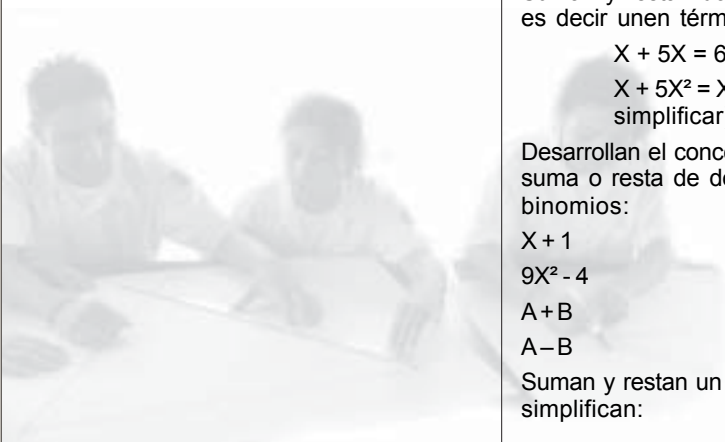 es decir unen térm
X + 5X = 6
X + 5X² = X
simplificar
Desarrollan el conce
suma o resta de d
binomios:
X + 1
9X² - 4
A + B
A – B
Suman y restan un
simplifican: